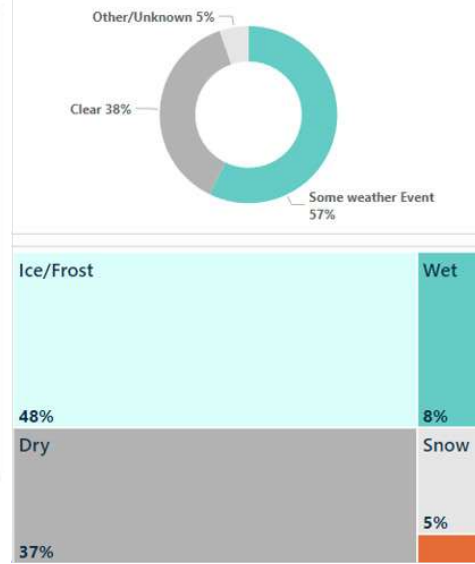 Other/Unknown 5%
Clear 38%
Some weather Event
57%
Ice/Frost
48%
Wet
8%
Dry
37%
Snow
5%